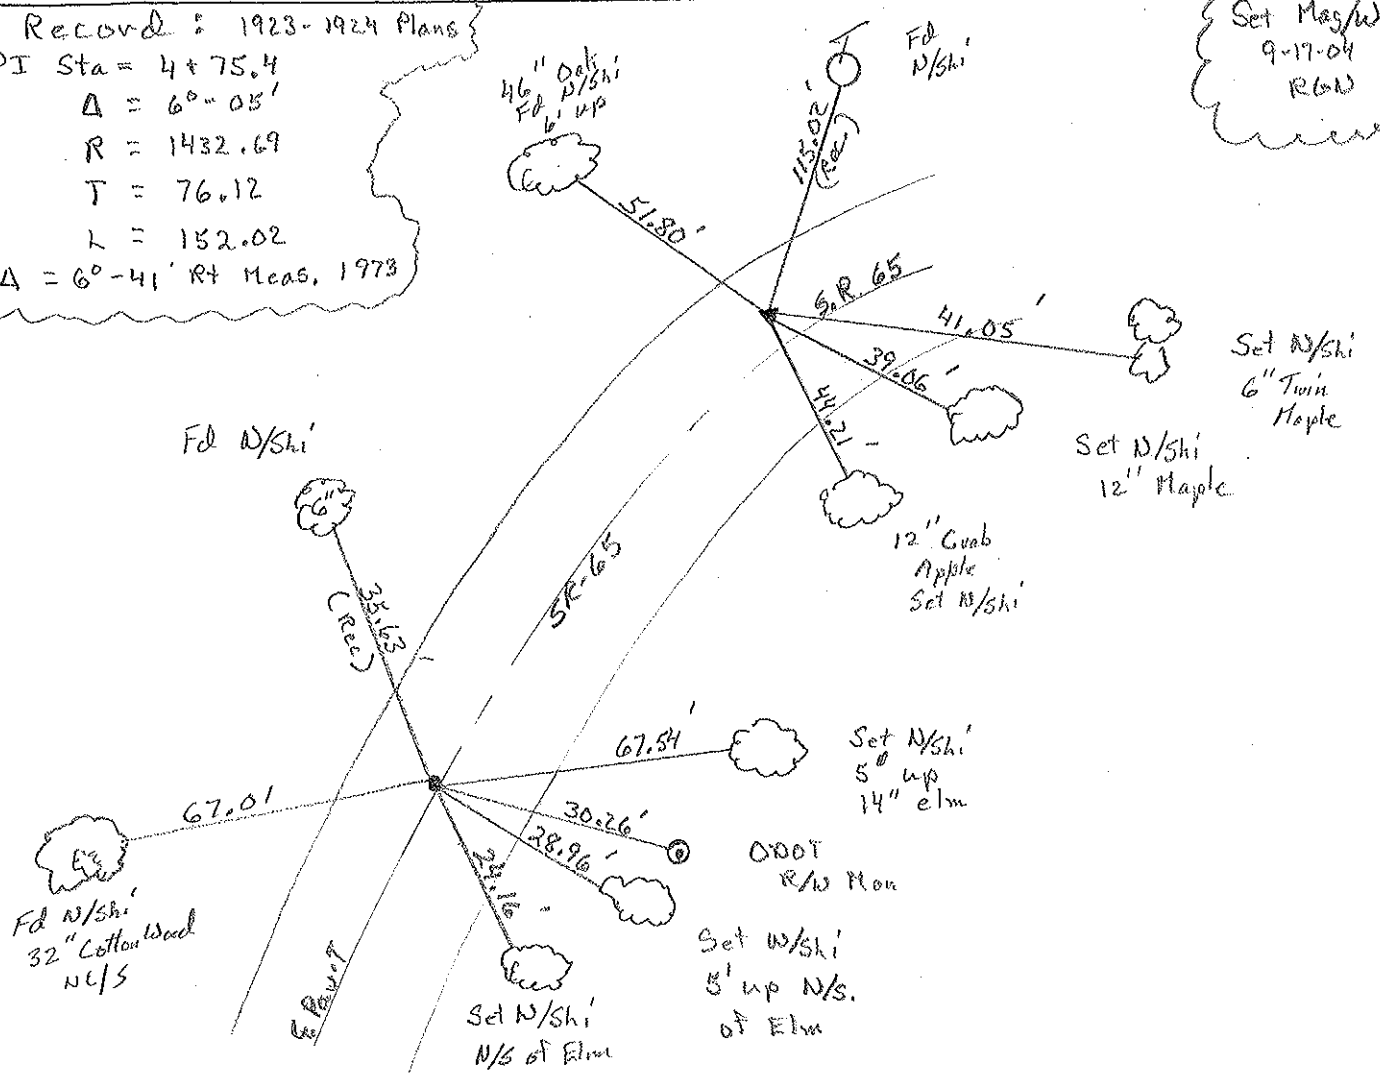 Record : 1923-1924 Plans
PI Sta = 4+75.4
Δ = 6°-05'
R = 1432.69
T = 76.12
L = 152.02
Δ = 6°-41' Rt Meas. 1973
46" Oak
Fd N/Shi
6' up
T
Fd
N/Shi
Set Mag/W
9-17-04
RGN
115.02'
(Rec)
51.80'
S.R 65
41.05'
39.06'
44.21'
Set N/Shi
6" Twin
Maple
Set N/Shi
12" Maple
12" Crab
Apple
Set N/Shi
Fd N/Shi
6"
35.63'
(Rec)
SR-65
67.54'
Set N/Shi
5' up
14" elm
67.01
30.26'
28.96'
24.16'
ODOT
R/W Mon
Fd N/Shi
32" CottonWood
℄ Pav'T
Set N/Shi
5' up N/S.
of Elm
Set N/Shi
N/S of Elm